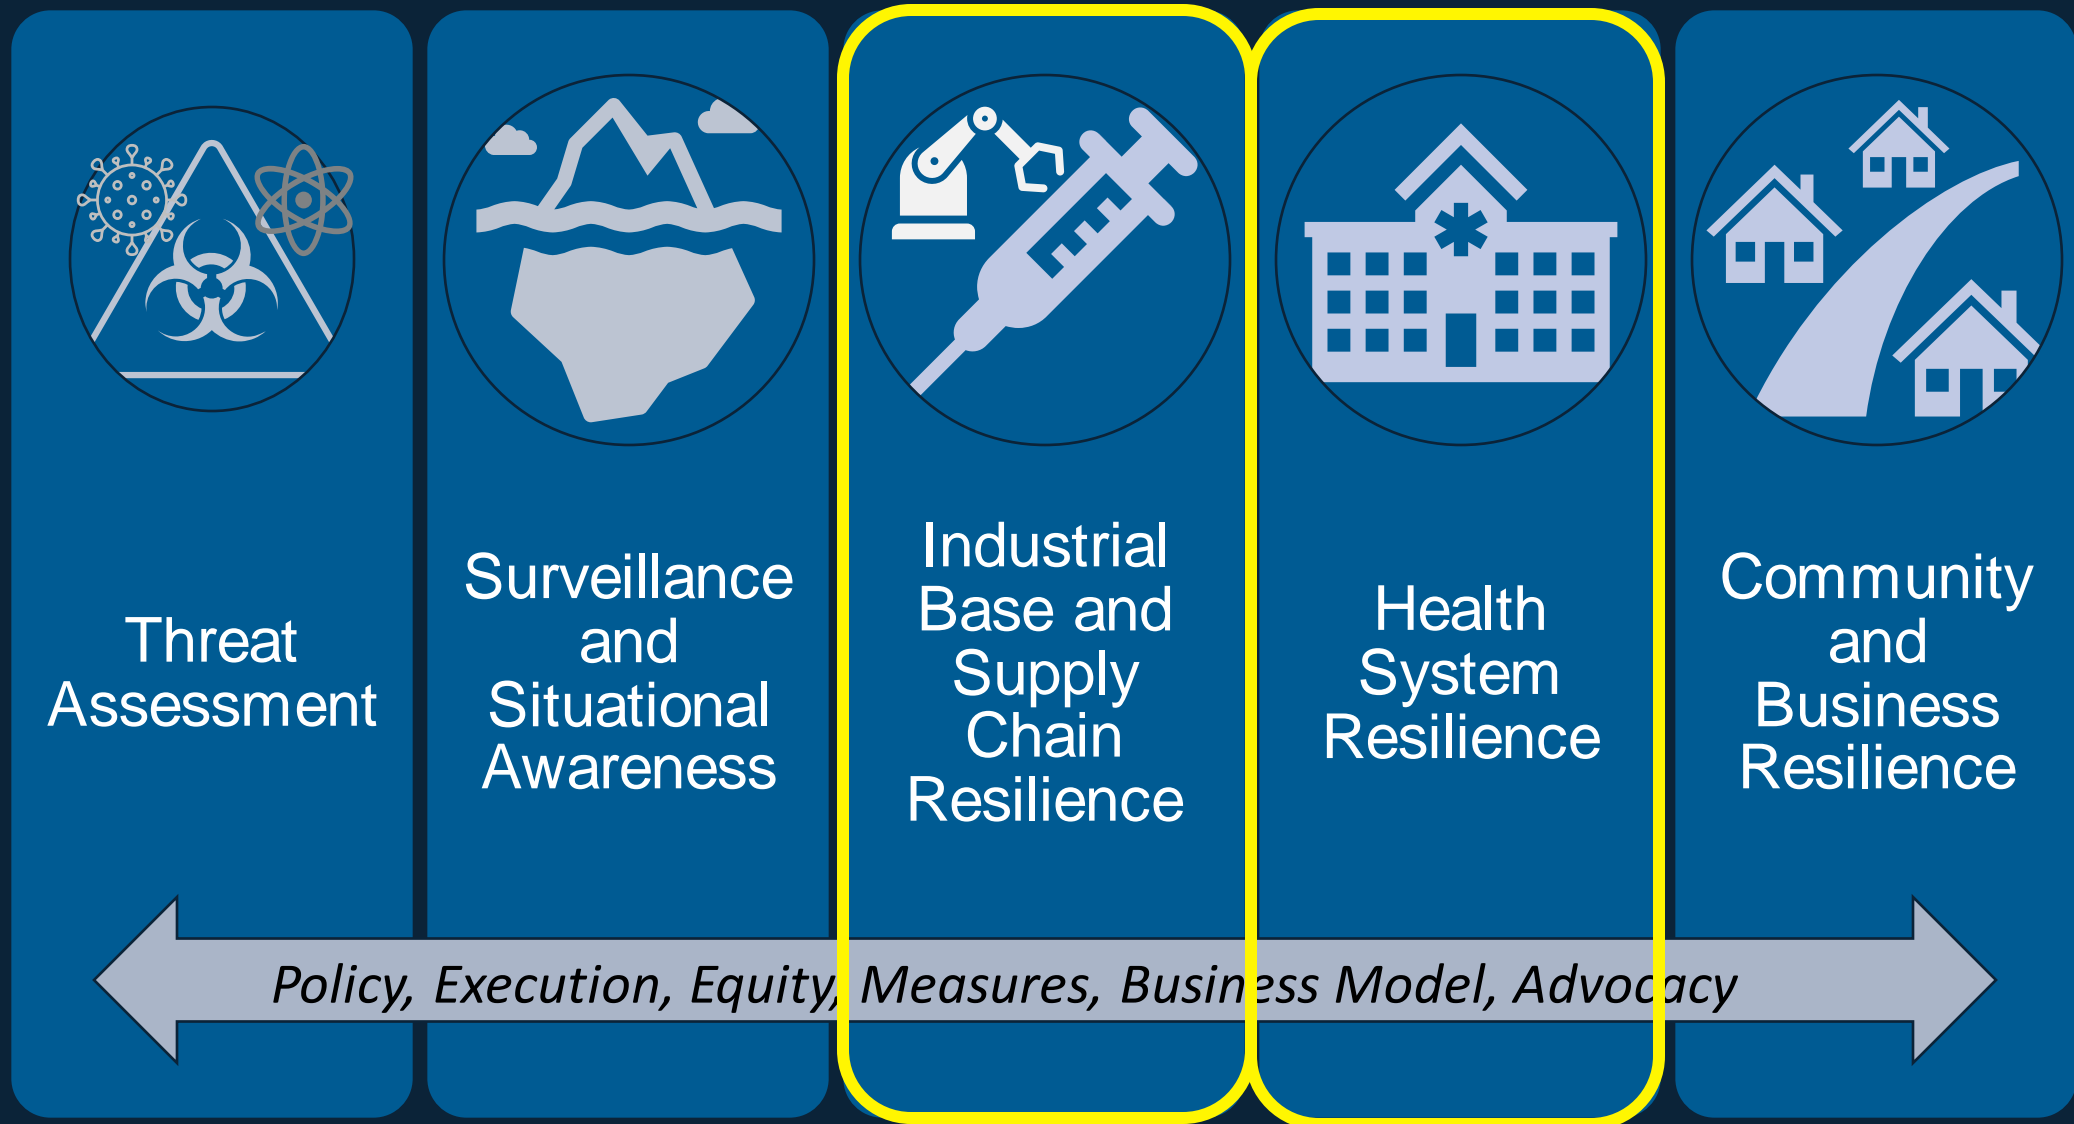 Threat
Assessment
Surveillance
and
Situational
Awareness
Industrial
Base and
Supply
Chain
Resilience
Health
System
Resilience
Community
and
Business
Resilience
Policy, Execution, Equity, Measures, Business Model, Advocacy